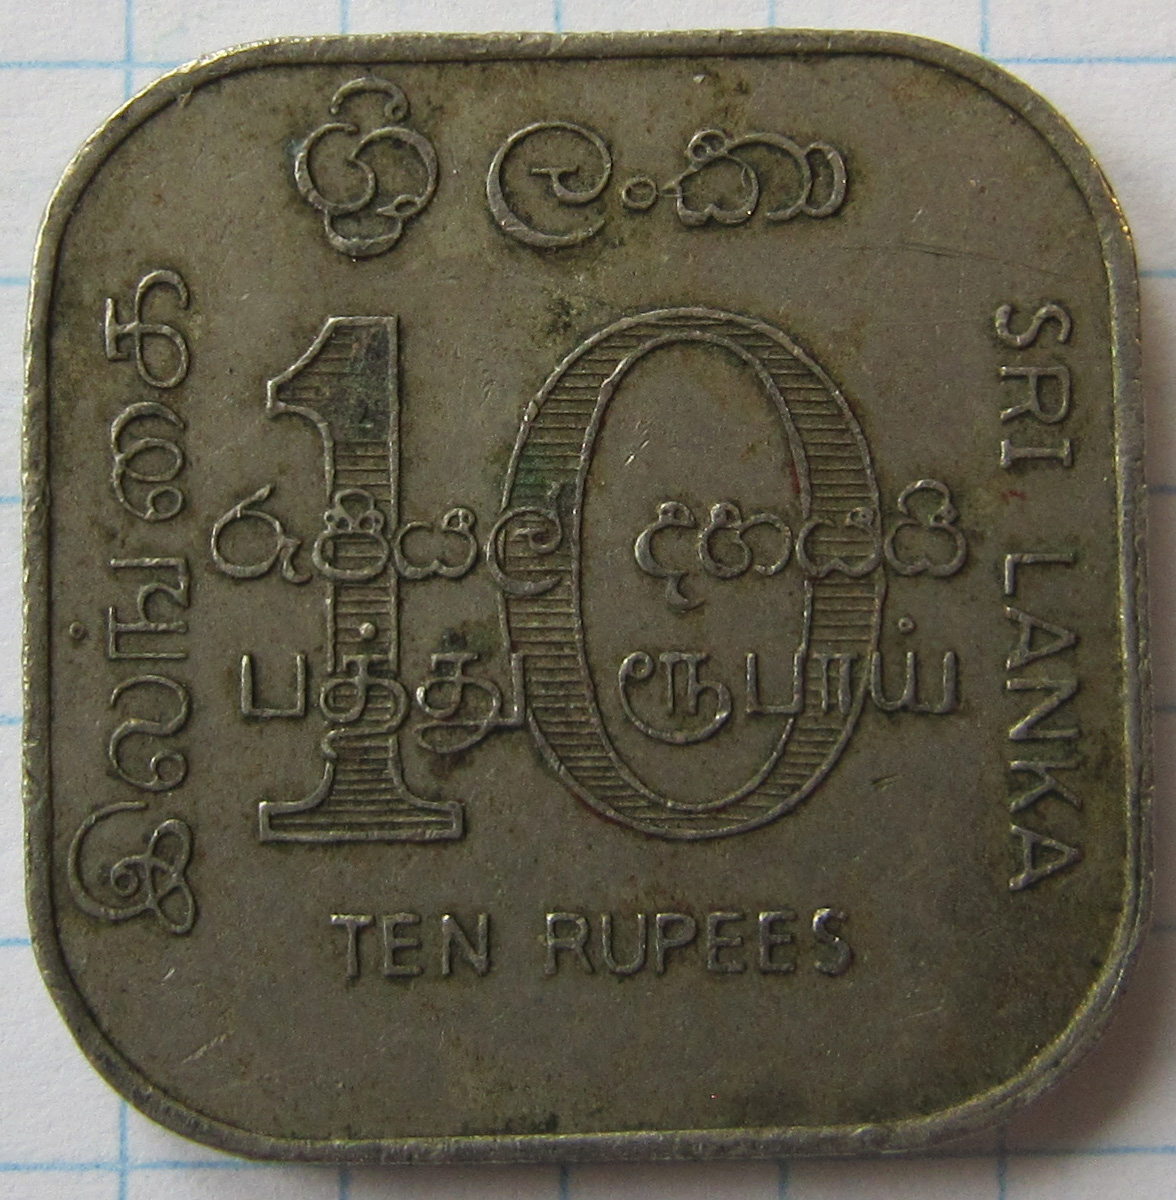 ශ්‍රී ලංකා
இலங்கை
SRI LANKA
10
රුපියල් දහයයි
பத்து ரூபாய்
TEN RUPEES